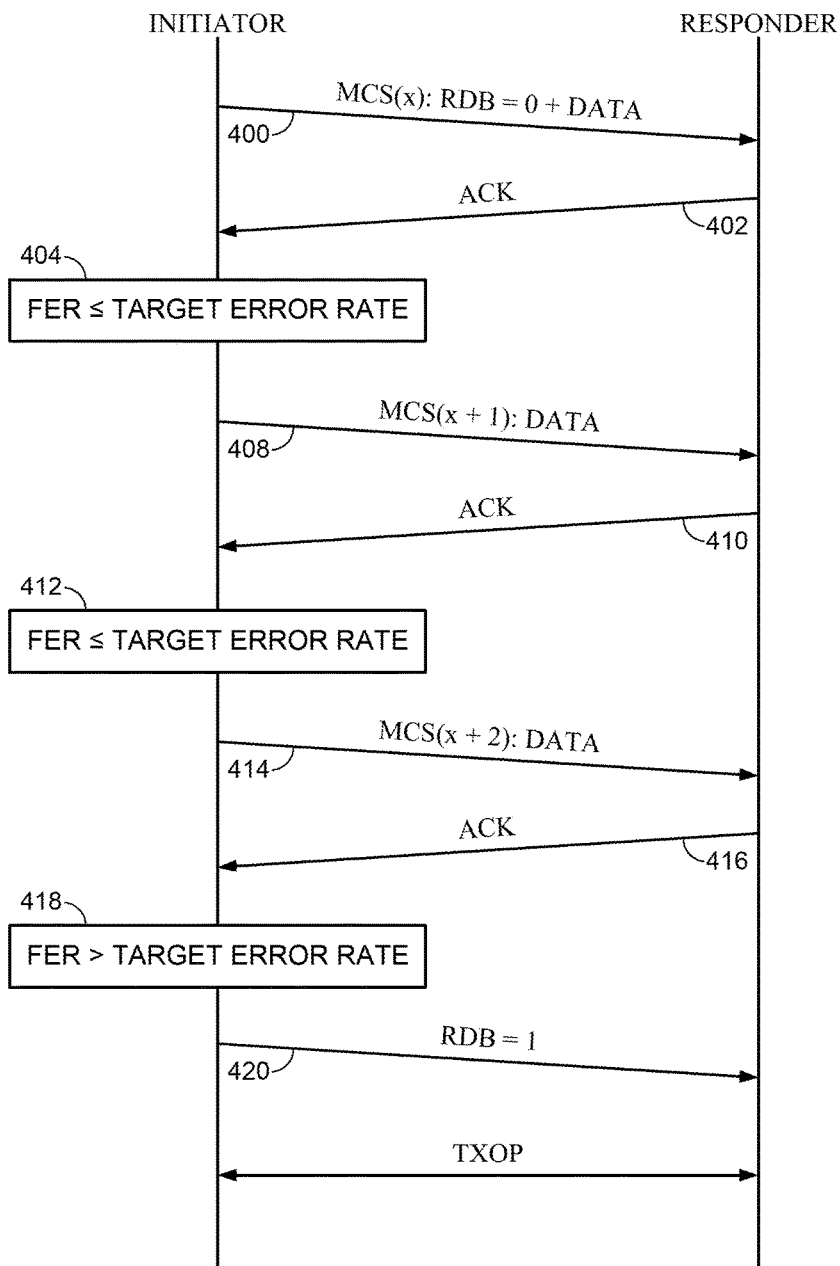 INITIATOR
RESPONDER
MCS(x): RDB = 0 + DATA
400
ACK
402
404
FER ≤ TARGET ERROR RATE
MCS(x + 1): DATA
408
ACK
410
412
FER ≤ TARGET ERROR RATE
MCS(x + 2): DATA
414
ACK
416
418
FER > TARGET ERROR RATE
RDB = 1
420
TXOP